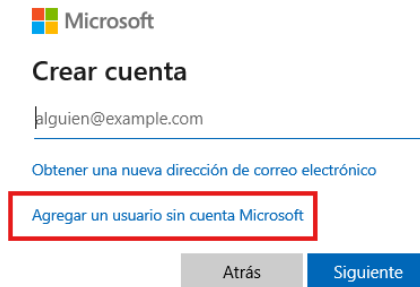 Microsoft
Crear cuenta
alguien@example.com
Obtener una nueva dirección de correo electrónico
Agregar un usuario sin cuenta Microsoft
Atrás
Siguiente